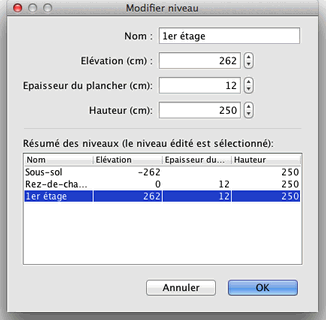 Modifier niveau
Nom : 1er étage
Elévation (cm) : 262
Epaisseur du plancher (cm): 12
Hauteur (cm): 250
Résumé des niveaux (le niveau édité est sélectionné):
Nom Elévation Epaisseur du... Hauteur
Sous-sol -262 250
Rez-de-cha... 0 12 250
1er étage 262 12 250
Annuler OK